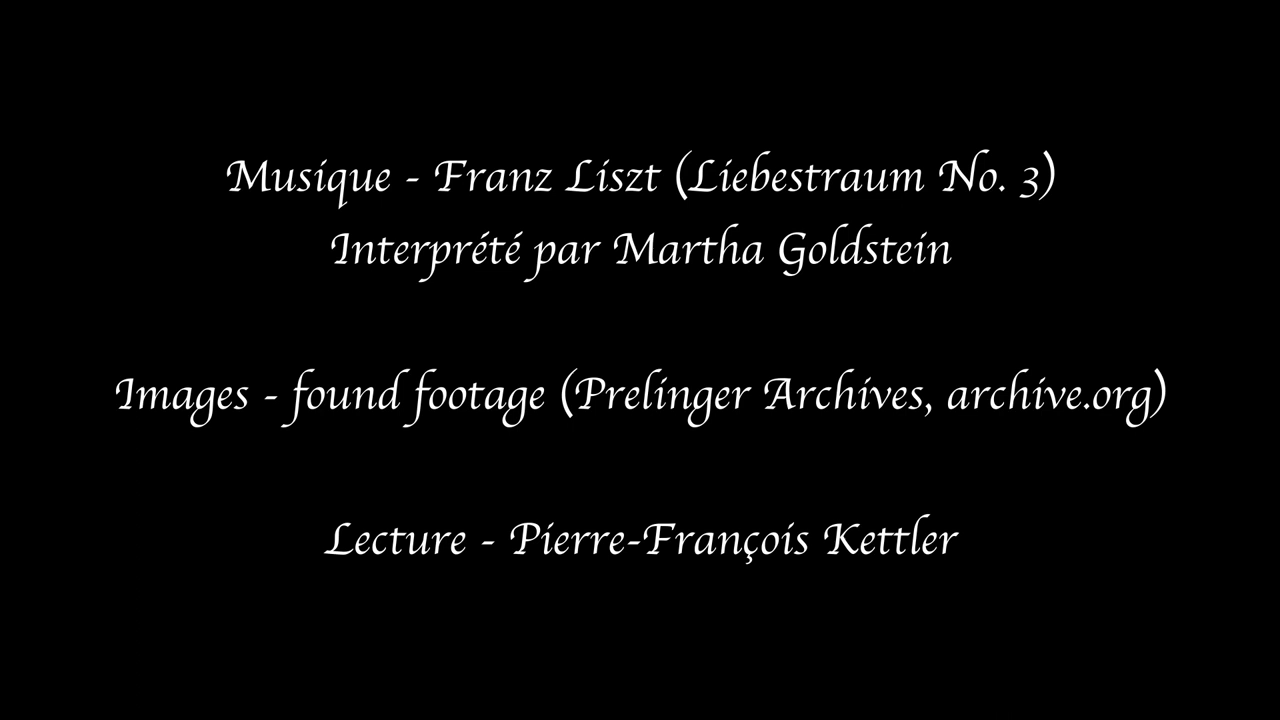 Musique - Franz Liszt (Liebestraum No. 3)
Interprété par Martha Goldstein
Images - found footage (Prelinger Archives, archive.org)
Lecture - Pierre-François Kettler